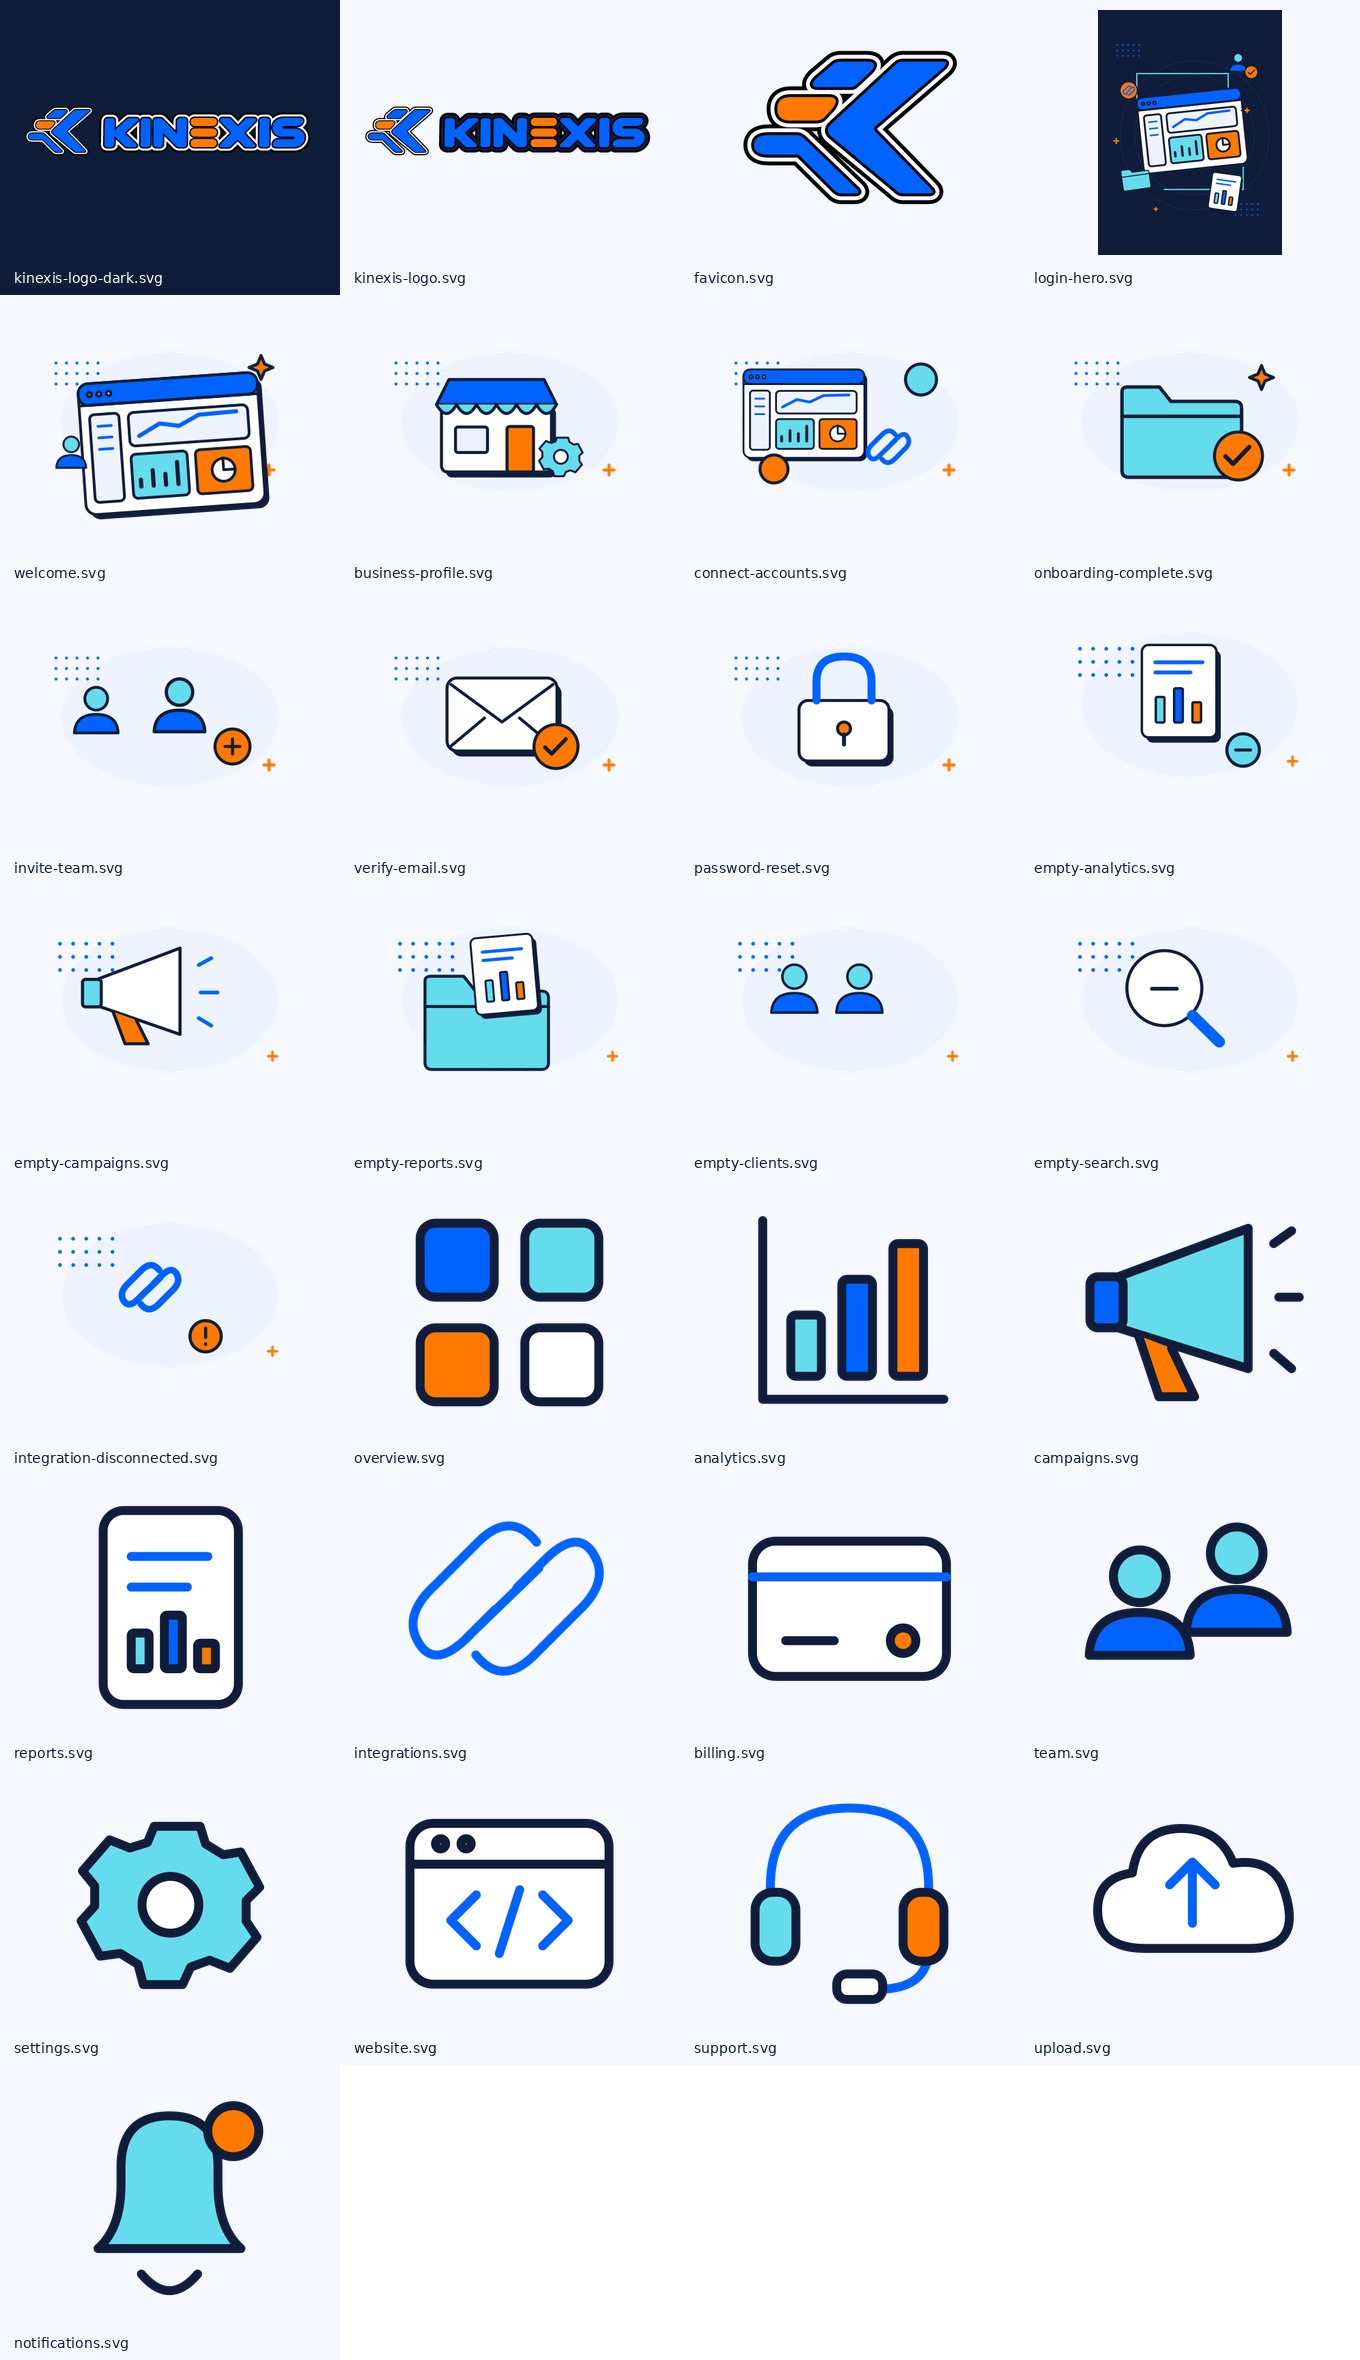 KINEXIS
KINEXIS
kinexis-logo-dark.svg
kinexis-logo.svg
favicon.svg
login-hero.svg
welcome.svg
business-profile.svg
connect-accounts.svg
onboarding-complete.svg
invite-team.svg
verify-email.svg
password-reset.svg
empty-analytics.svg
empty-campaigns.svg
empty-reports.svg
empty-clients.svg
empty-search.svg
integration-disconnected.svg
overview.svg
analytics.svg
campaigns.svg
reports.svg
integrations.svg
billing.svg
team.svg
</>
settings.svg
website.svg
support.svg
upload.svg
notifications.svg